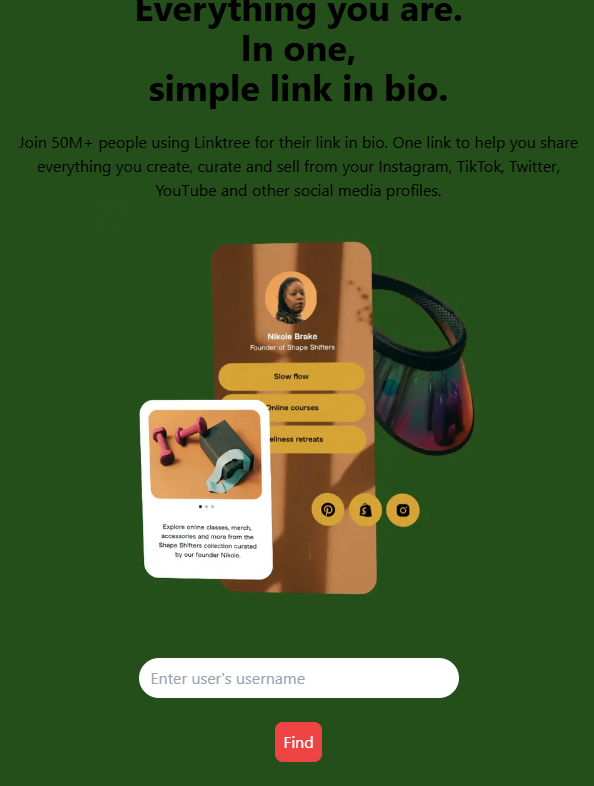 Everything you are.
In one,
simple link in bio.
Join 50M+ people using Linktree for their link in bio. One link to help you share
everything you create, curate and sell from your Instagram, TikTok, Twitter,
YouTube and other social media profiles.
Nikole Brake
Founder of Shape Shifters
Slow flow
Online courses
ellness retreats
Explore online classes, merch,
accessories and more from the
Shape Shifters collection curated
by our founder Nikole.
Enter user's username
Find